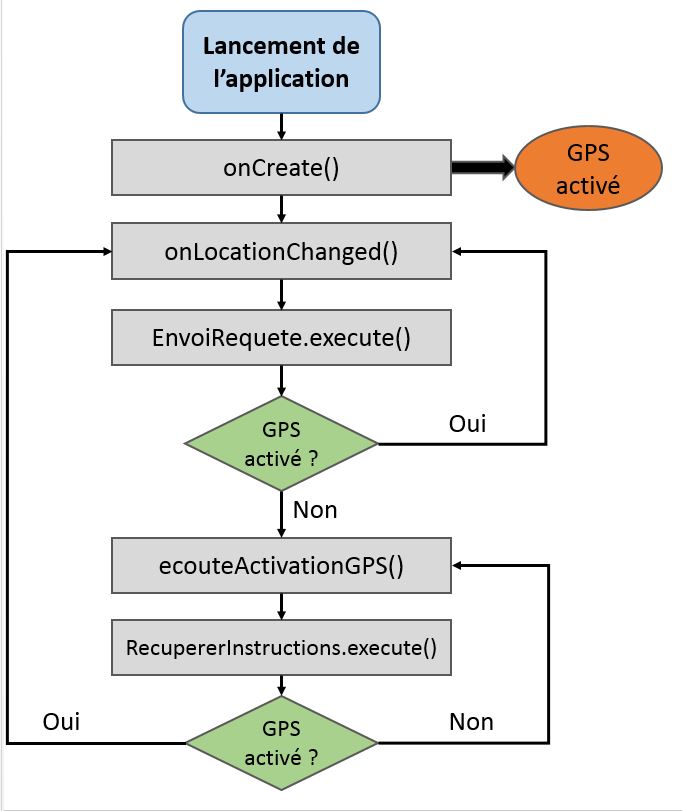 Lancement de
l’application
onCreate()
GPS
activé
onLocationChanged()
EnvoiRequete.execute()
GPS
activé ?
Oui
Non
ecouteActivationGPS()
RecupererInstructions.execute()
Oui
GPS
activé ?
Non